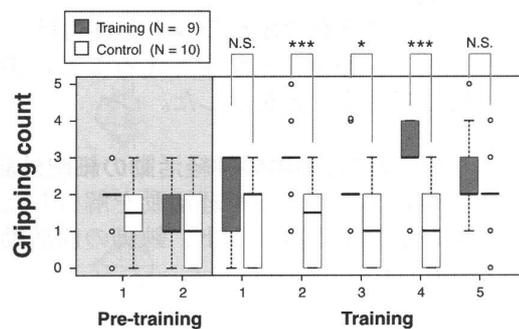 Training (N = 9)
Control (N = 10)
N.S.
***
*
***
N.S.
Gripping count
5
4
3
2
1
0
1
2
1
2
3
4
5
Pre-training
Training